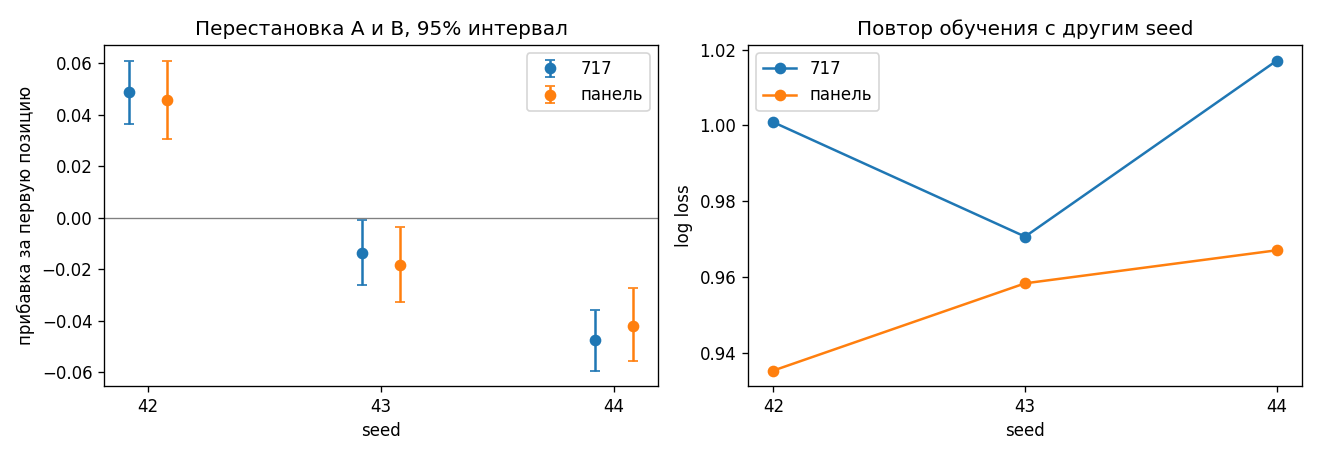 Перестановка A и B, 95% интервал
прибавка за первую позицию
0.06
0.04
0.02
0.00
−0.02
−0.04
−0.06
717
панель
42
43
44
seed
Повтор обучения с другим seed
log loss
1.02
1.00
0.98
0.96
0.94
717
панель
42
43
44
seed